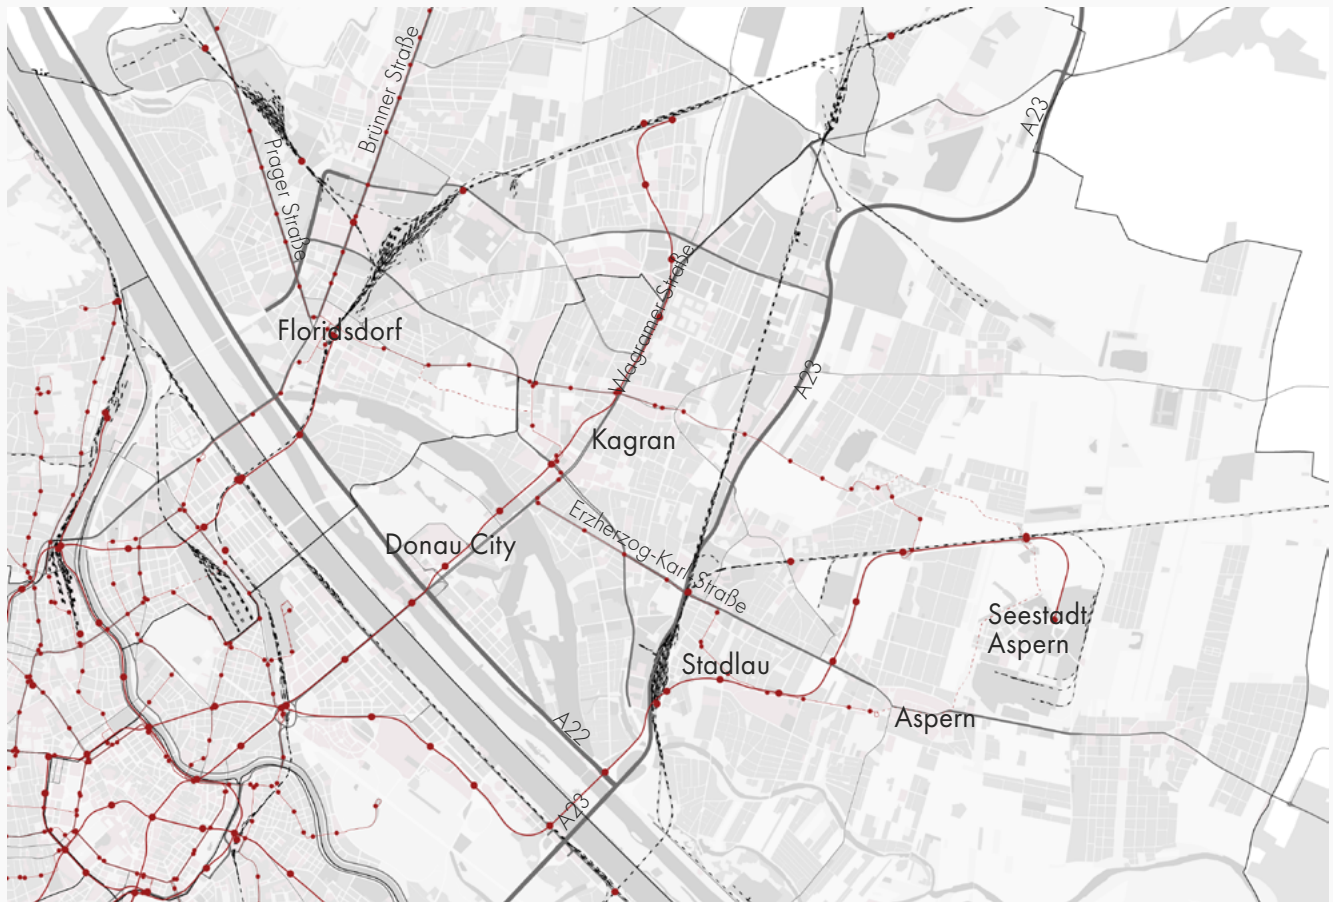 Brünner Straße
A23
Prager Straße
Wagramer Straße
Floridsdorf
A23
Kagran
Erzherzog-Karl-Straße
Donau City
Seestadt
Aspern
Stadlau
Aspern
A22
A23